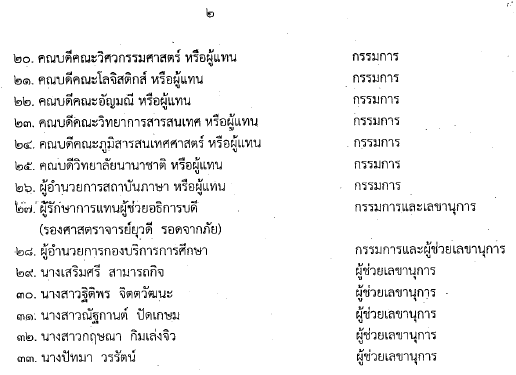 ๒
๒๐. คณบดีคณะวิศวกรรมศาสตร์ หรือผู้แทน กรรมการ
๒๑. คณบดีคณะโลจิสติกส์ หรือผู้แทน กรรมการ
๒๒. คณบดีคณะอัญมณี หรือผู้แทน กรรมการ
๒๓. คณบดีคณะวิทยาการสารสนเทศ หรือผู้แทน กรรมการ
๒๔. คณบดีคณะภูมิสารสนเทศศาสตร์ หรือผู้แทน กรรมการ
๒๕. คณบดีวิทยาลัยนานาชาติ หรือผู้แทน กรรมการ
๒๖. ผู้อำนวยการสถาบันภาษา หรือผู้แทน กรรมการ
๒๗. ผู้รักษาการแทนผู้ช่วยอธิการบดี กรรมการและเลขานุการ
(รองศาสตราจารย์ยุวดี รอดจากภัย)
๒๘. ผู้อำนวยการกองบริการการศึกษา กรรมการและผู้ช่วยเลขานุการ
๒๙. นางเสริมศรี สามารถกิจ ผู้ช่วยเลขานุการ
๓๐. นางสาวฐิติพร จิตตวัฒนะ ผู้ช่วยเลขานุการ
๓๑. นางสาวณัฐกานต์ ปัดเกษม ผู้ช่วยเลขานุการ
๓๒. นางสาวกฤษณา กิมเล่งจิว ผู้ช่วยเลขานุการ
๓๓. นางปัทมา วรรัตน์ ผู้ช่วยเลขานุการ